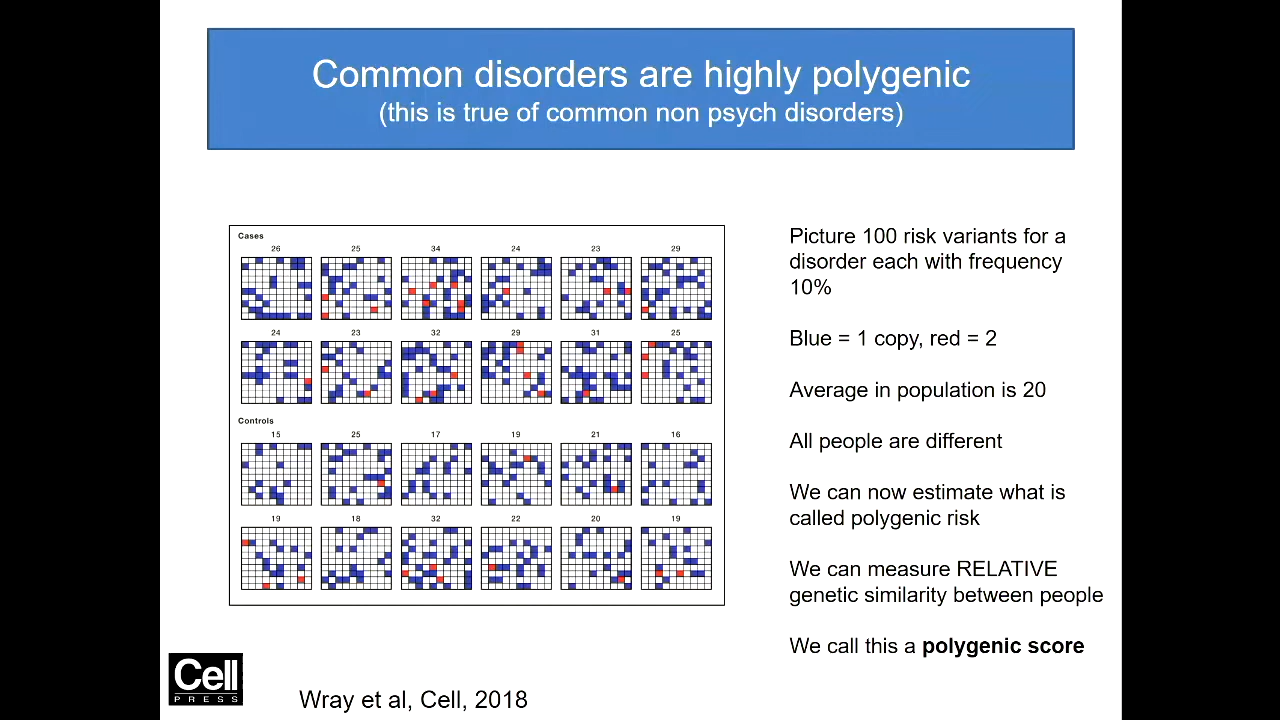 Common disorders are highly polygenic
(this is true of common non psych disorders)
Cases
26 25 34 24 23 29
24 23 32 29 31 25
Controls
15 25 17 19 21 16
19 18 32 22 20 19
Picture 100 risk variants for a
disorder each with frequency
10%
Blue = 1 copy, red = 2
Average in population is 20
All people are different
We can now estimate what is
called polygenic risk
We can measure RELATIVE
genetic similarity between people
We call this a polygenic score
Cell
PRESS
Wray et al, Cell, 2018